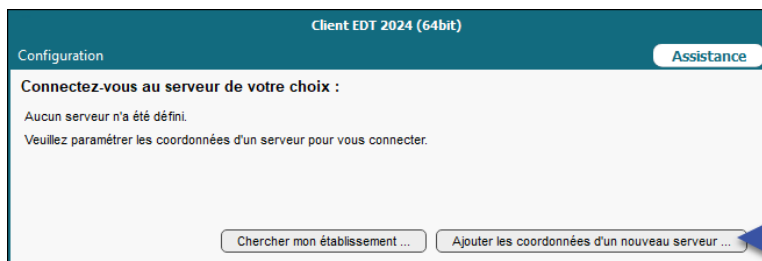 Client EDT 2024 (64bit)
Configuration
Assistance
Connectez-vous au serveur de votre choix :
Aucun serveur n'a été défini.
Veuillez paramétrer les coordonnées d'un serveur pour vous connecter.
Chercher mon établissement ...
Ajouter les coordonnées d'un nouveau serveur ...